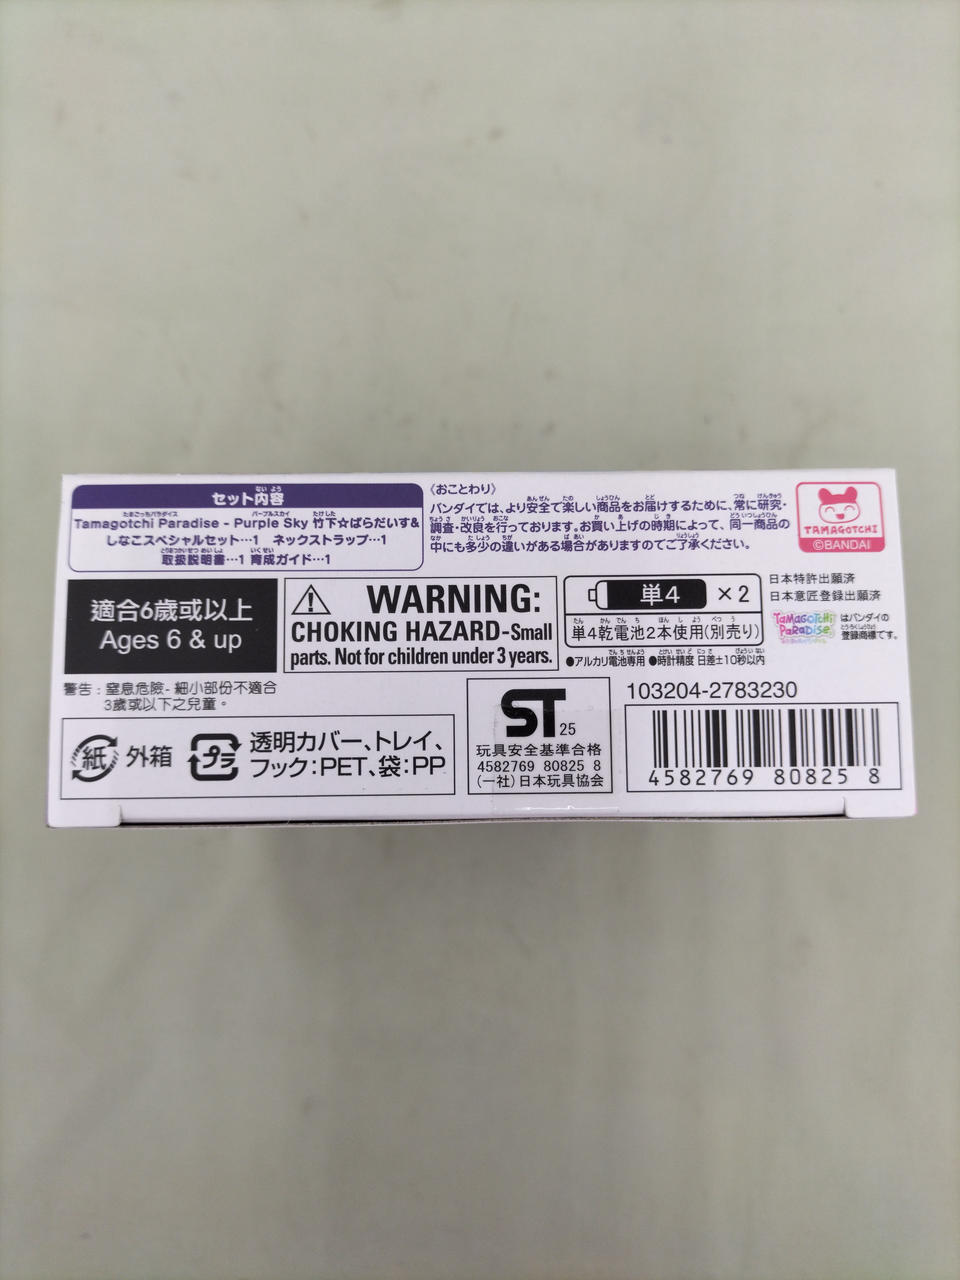 セット内容
Tamagotchi Paradise - Purple Sky 竹下☆ぱらだいす&
しなこスペシャルセット…1 ネックストラップ…1
取扱説明書…1 育成ガイド…1
《おことわり》
バンダイでは、より安全で楽しい商品をお届けするために、常に研究・
調査・改良を行っております。お買い上げの時期によって、同一商品の
中にも多少の違いがある場合がありますのでご了承ください。
TAMAGOTCHI
©BANDAI
適合6歲或以上
Ages 6 & up
WARNING:
CHOKING HAZARD-Small
parts. Not for children under 3 years.
単4 ×2
単4乾電池2本使用(別売り)
●アルカリ電池専用 ●時計精度 日差±10秒以内
日本特許出願済
日本意匠登録出願済
TAMAGOTCHI PARADISE はバンダイの
登録商標です。
警告：窒息危險-細小部份不適合
3歲或以下之兒童。
紙 外箱
プラ 透明カバー、トレイ、
フック：PET、袋：PP
ST 25
玩具安全基準合格
4582769 80825 8
(一社)日本玩具協会
103204-2783230
4582769 80825 8